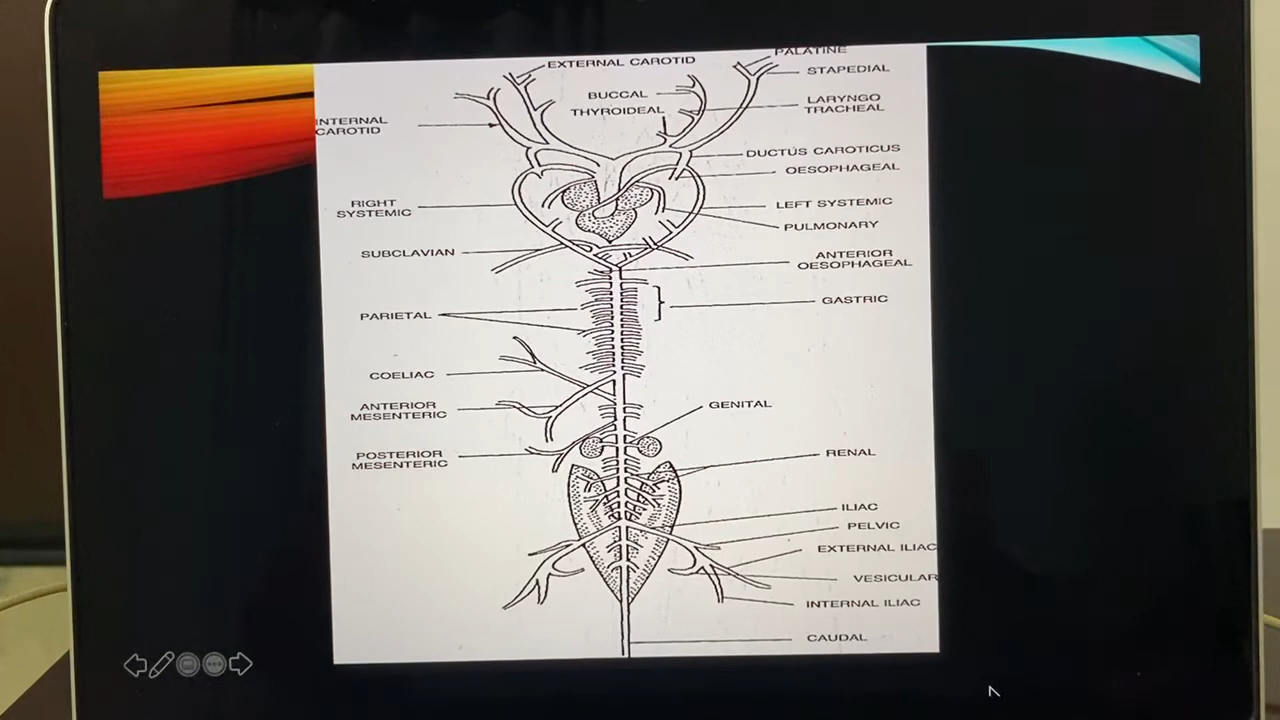 PALATINE
EXTERNAL CAROTID
STAPEDIAL
BUCCAL
THYROIDEAL
LARYNGO
TRACHEAL
INTERNAL
CAROTID
DUCTUS CAROTICUS
OESOPHAGEAL
RIGHT
SYSTEMIC
LEFT SYSTEMIC
PULMONARY
SUBCLAVIAN
ANTERIOR
OESOPHAGEAL
GASTRIC
PARIETAL
COELIAC
ANTERIOR
MESENTERIC
GENITAL
POSTERIOR
MESENTERIC
RENAL
ILIAC
PELVIC
EXTERNAL ILIAC
VESICULAR
INTERNAL ILIAC
CAUDAL